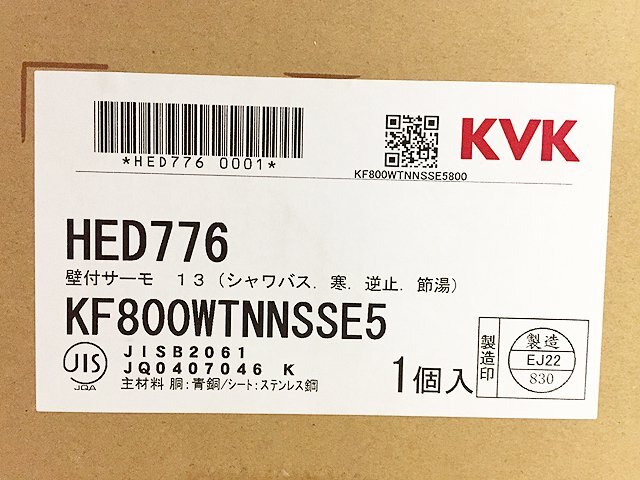 *HED776 0001*
KVK
KF800WTNNSSE5800
HED776
壁付サーモ １３（シャワバス．寒．逆止．節湯）
KF800WTNNSSE5
JIS
JQA
JISB2061
JQ0407046 K
主材料 胴:青銅/シート:ステンレス鋼
1個入
製造印
製造
EJ22
830